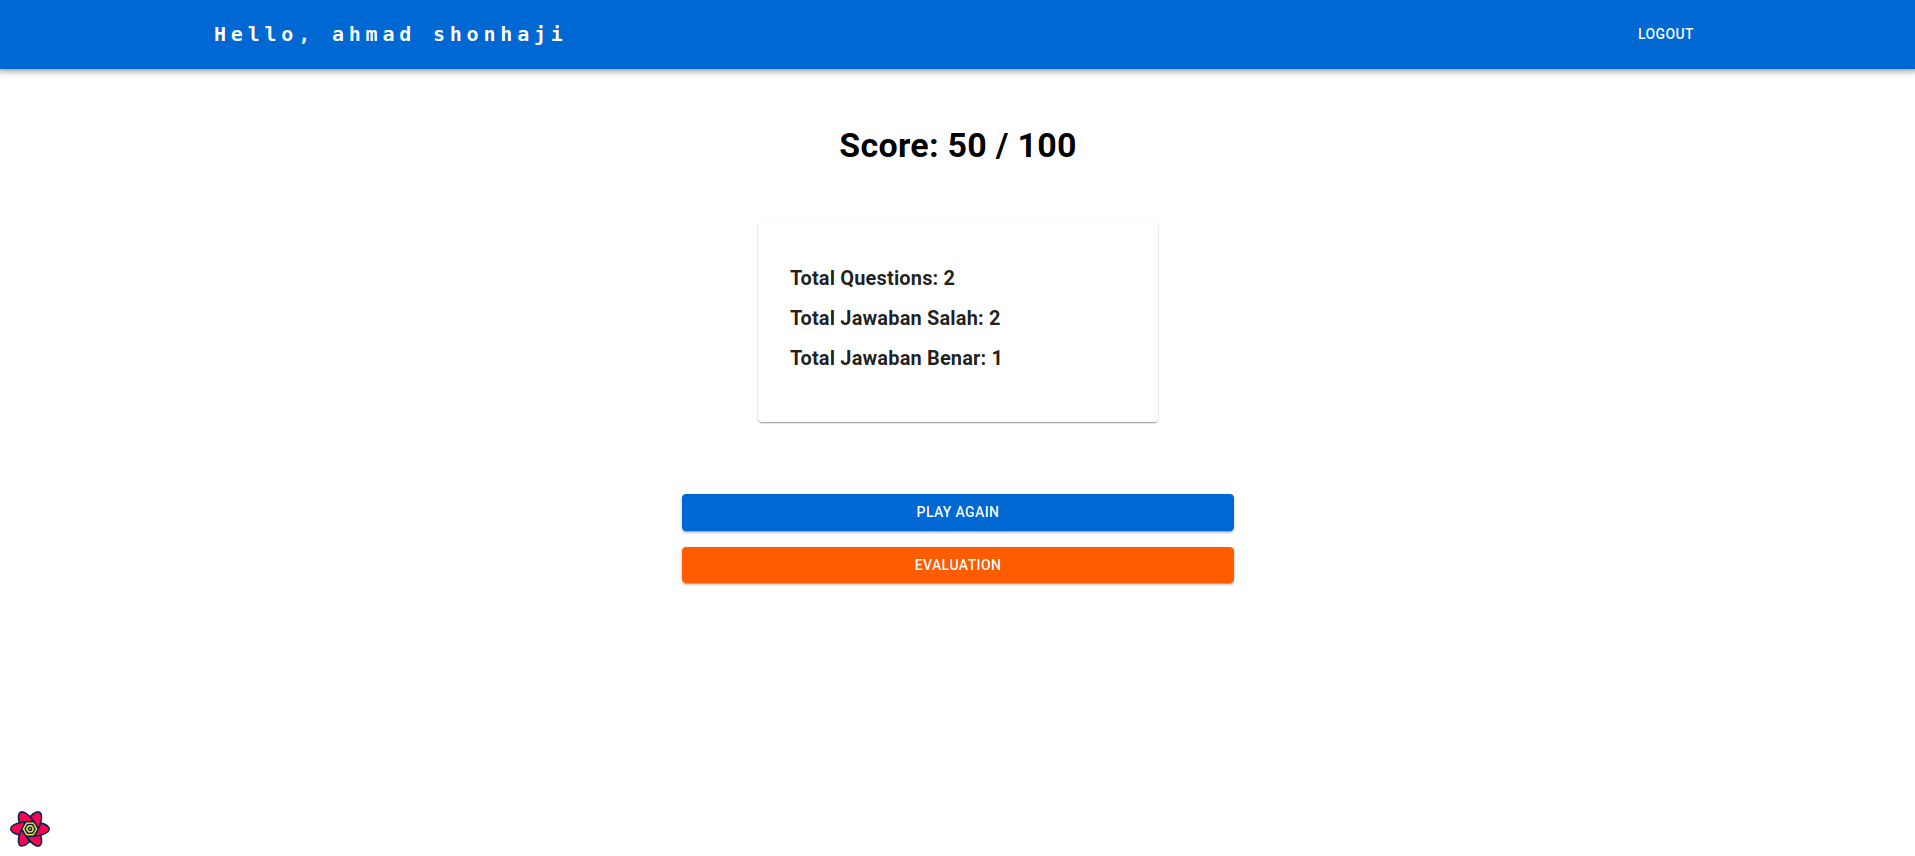 Hello, ahmad shonhaji
LOGOUT
Score: 50 / 100
Total Questions: 2
Total Jawaban Salah: 2
Total Jawaban Benar: 1
PLAY AGAIN
EVALUATION